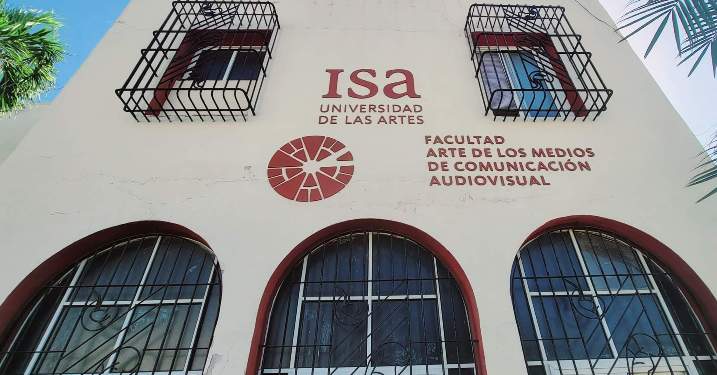 ISA
UNIVERSIDAD
DE LAS ARTES
FACULTAD
ARTE DE LOS MEDIOS
DE COMUNICACIÓN
AUDIOVISUAL